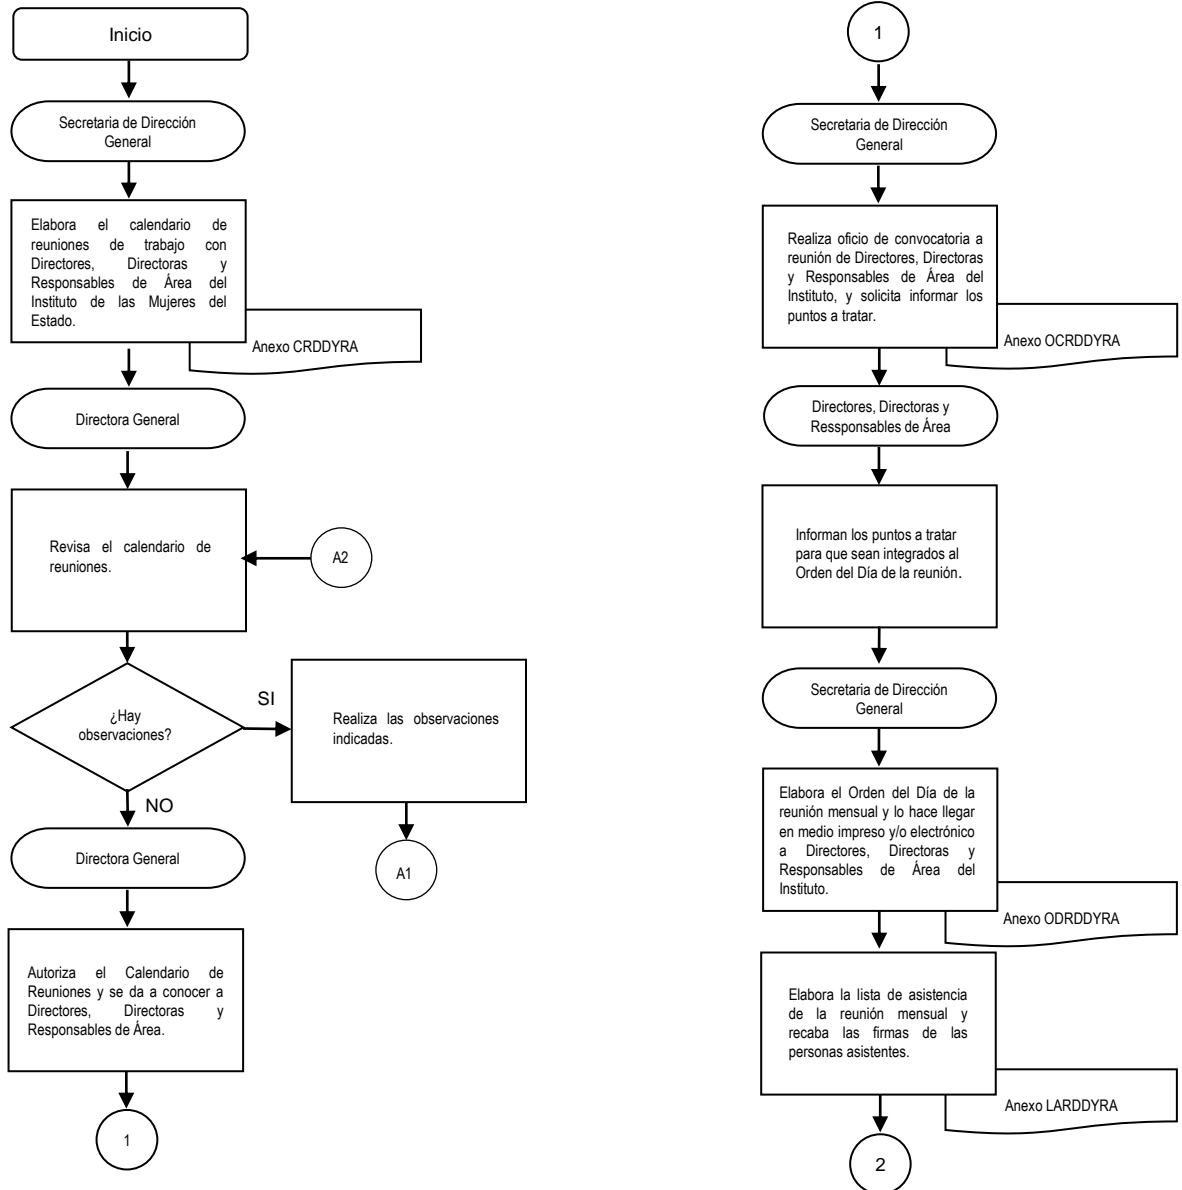 Inicio
Secretaria de Dirección
General
Elabora el calendario de
reuniones de trabajo con
Directores, Directoras y
Responsables de Área del
Instituto de las Mujeres del
Estado.
Anexo CRDDYRA
Directora General
Revisa el calendario de
reuniones.
A2
¿Hay
observaciones?
SI
Realiza las observaciones
indicadas.
A1
NO
Directora General
Autoriza el Calendario de
Reuniones y se da a conocer a
Directores, Directoras y
Responsables de Área.
1
1
Secretaria de Dirección
General
Realiza oficio de convocatoria a
reunión de Directores, Directoras
y Responsables de Área del
Instituto, y solicita informar los
puntos a tratar.
Anexo OCRDDYRA
Directores, Directoras y
Ressponsables de Área
Informan los puntos a tratar
para que sean integrados al
Orden del Día de la reunión.
Secretaria de Dirección
General
Elabora el Orden del Día de la
reunión mensual y lo hace llegar
en medio impreso y/o electrónico
a Directores, Directoras y
Responsables de Área del
Instituto.
Anexo ODRDDYRA
Elabora la lista de asistencia
de la reunión mensual y
recaba las firmas de las
personas asistentes.
Anexo LARDDYRA
2